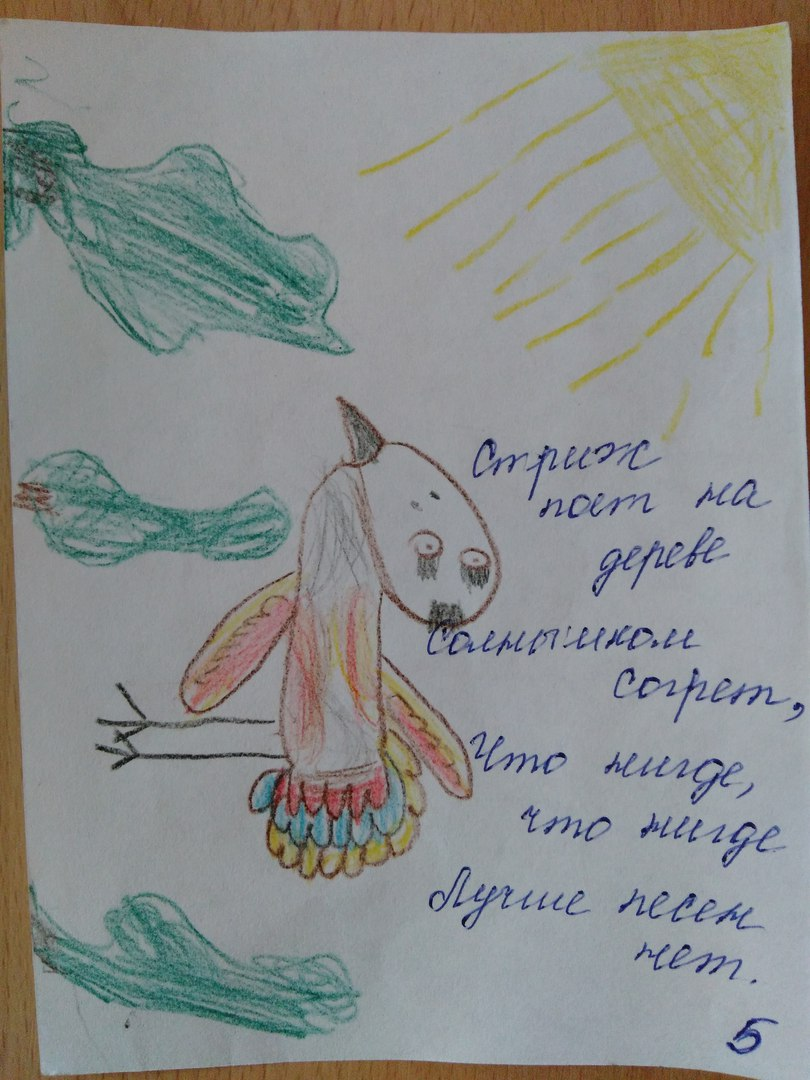 Стриж
поет на
дереве
Солнышком
согрет,
Что нигде,
что нигде
Лучше песен
нет.
5